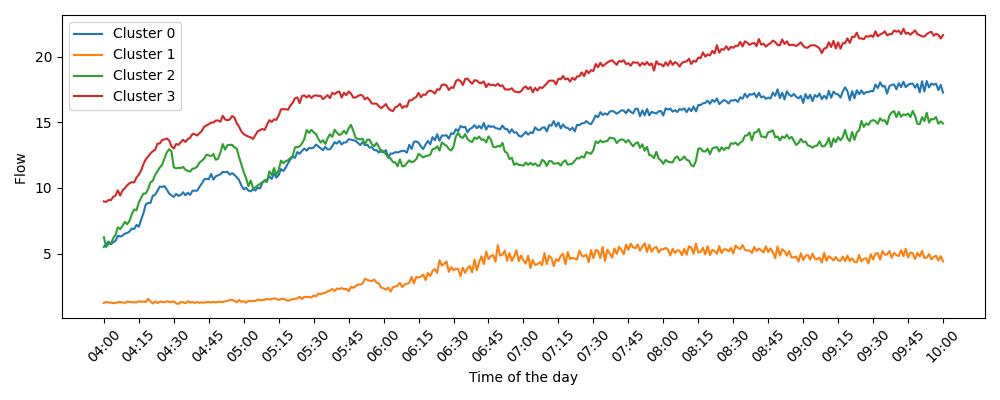 Cluster 0
Cluster 1
Cluster 2
Cluster 3
Flow
20
15
10
5
04:00 04:15 04:30 04:45 05:00 05:15 05:30 05:45 06:00 06:15 06:30 06:45 07:00 07:15 07:30 07:45 08:00 08:15 08:30 08:45 09:00 09:15 09:30 09:45 10:00
Time of the day